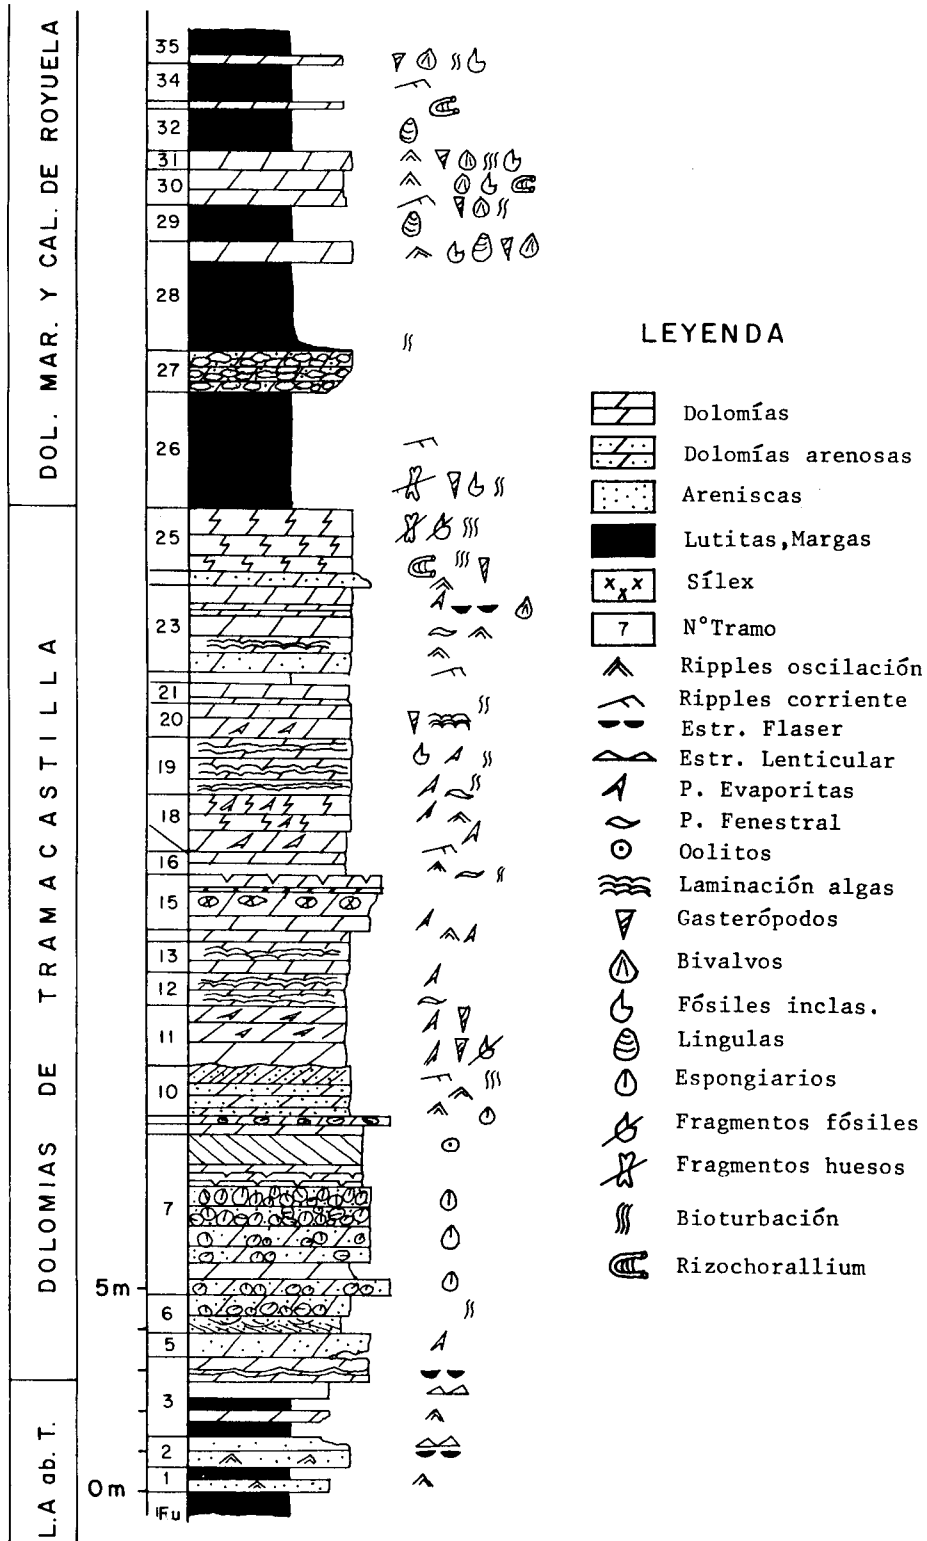 DOL. MAR. Y CAL. DE ROYUELA
DOLOMIAS DE TRAMACASTILLA
L.A ab. T.
35
34
32
31
30
29
28
27
26
25
23
21
20
19
18
16
15
13
12
11
10
7
6
5
3
2
1
Fu
5m
0m
LEYENDA
Dolomías
Dolomías arenosas
Areniscas
Lutitas,Margas
x x x Sílex
7 N°Tramo
Ripples oscilación
Ripples corriente
Estr. Flaser
Estr. Lenticular
P. Evaporitas
P. Fenestral
Oolitos
Laminación algas
Gasterópodos
Bivalvos
Fósiles inclas.
Lingulas
Espongiarios
Fragmentos fósiles
Fragmentos huesos
Bioturbación
Rizochorallium